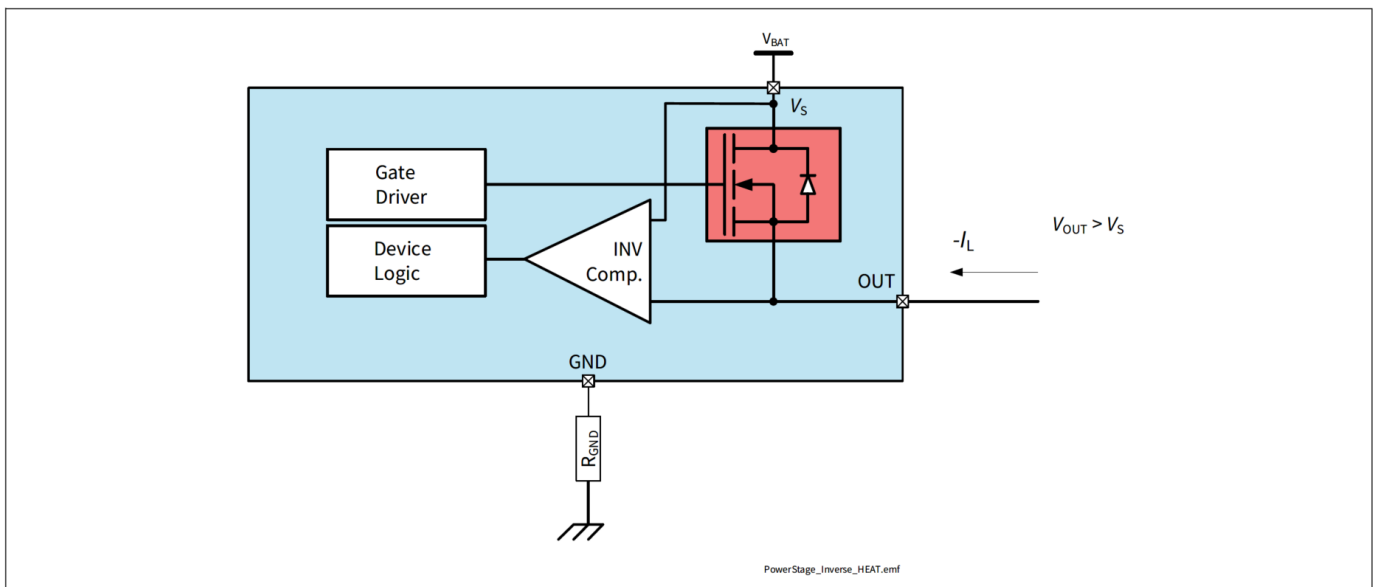 VBAT
VS
Gate
Driver
Device
Logic
INV
Comp.
-IL
VOUT > VS
OUT
GND
RGND
PowerStage_Inverse_HEAT.emf